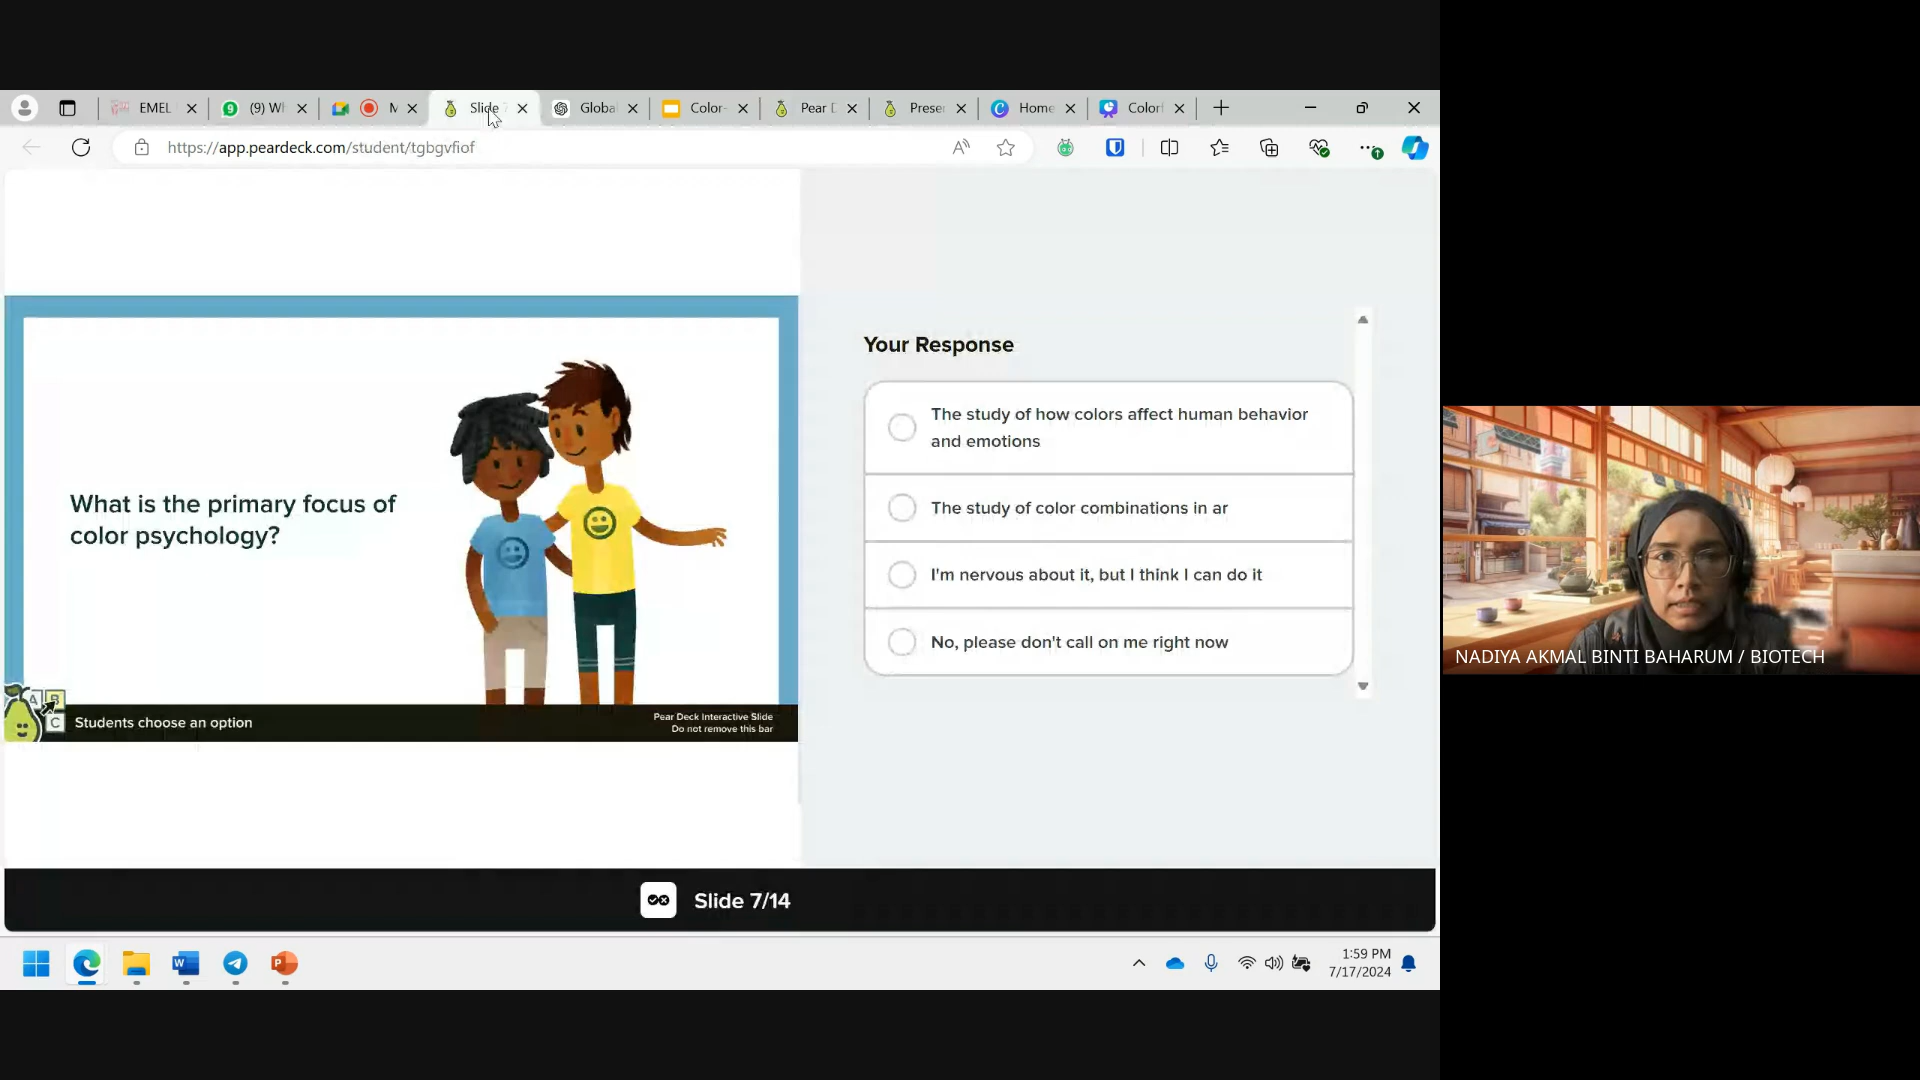 EMEL
(9) Wh
M
Slide 7
Globa
Color-
Pear D
Preser
Home
Colorf
https://app.peardeck.com/student/tgbgvfiof
What is the primary focus of
color psychology?
A B
C
Students choose an option
Pear Deck Interactive Slide
Do not remove this bar
Your Response
The study of how colors affect human behavior
and emotions
The study of color combinations in ar
I'm nervous about it, but I think I can do it
No, please don't call on me right now
Slide 7/14
NADIYA AKMAL BINTI BAHARUM / BIOTECH
1:59 PM
7/17/2024